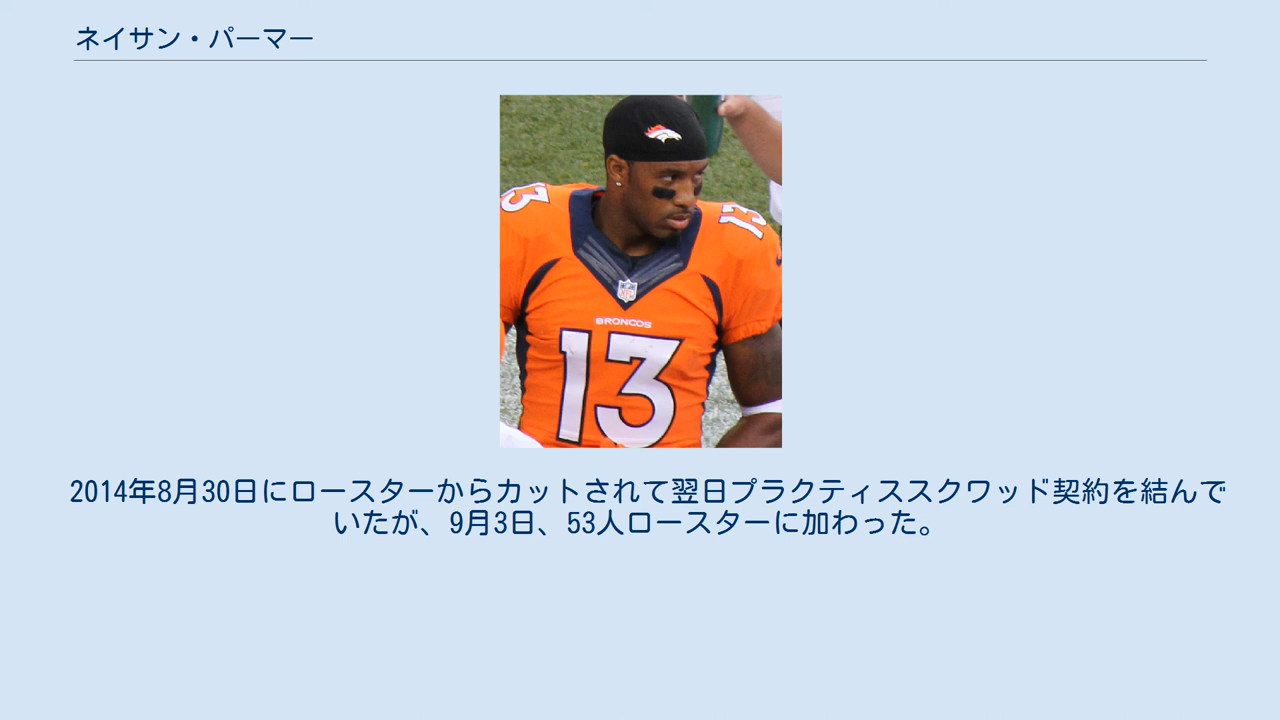 ネイサン・パーマー
13
13
NFL
BRONCOS
13
2014年8月30日にロースターからカットされて翌日プラクティススクワッド契約を結んで
いたが、9月3日、53人ロースターに加わった。